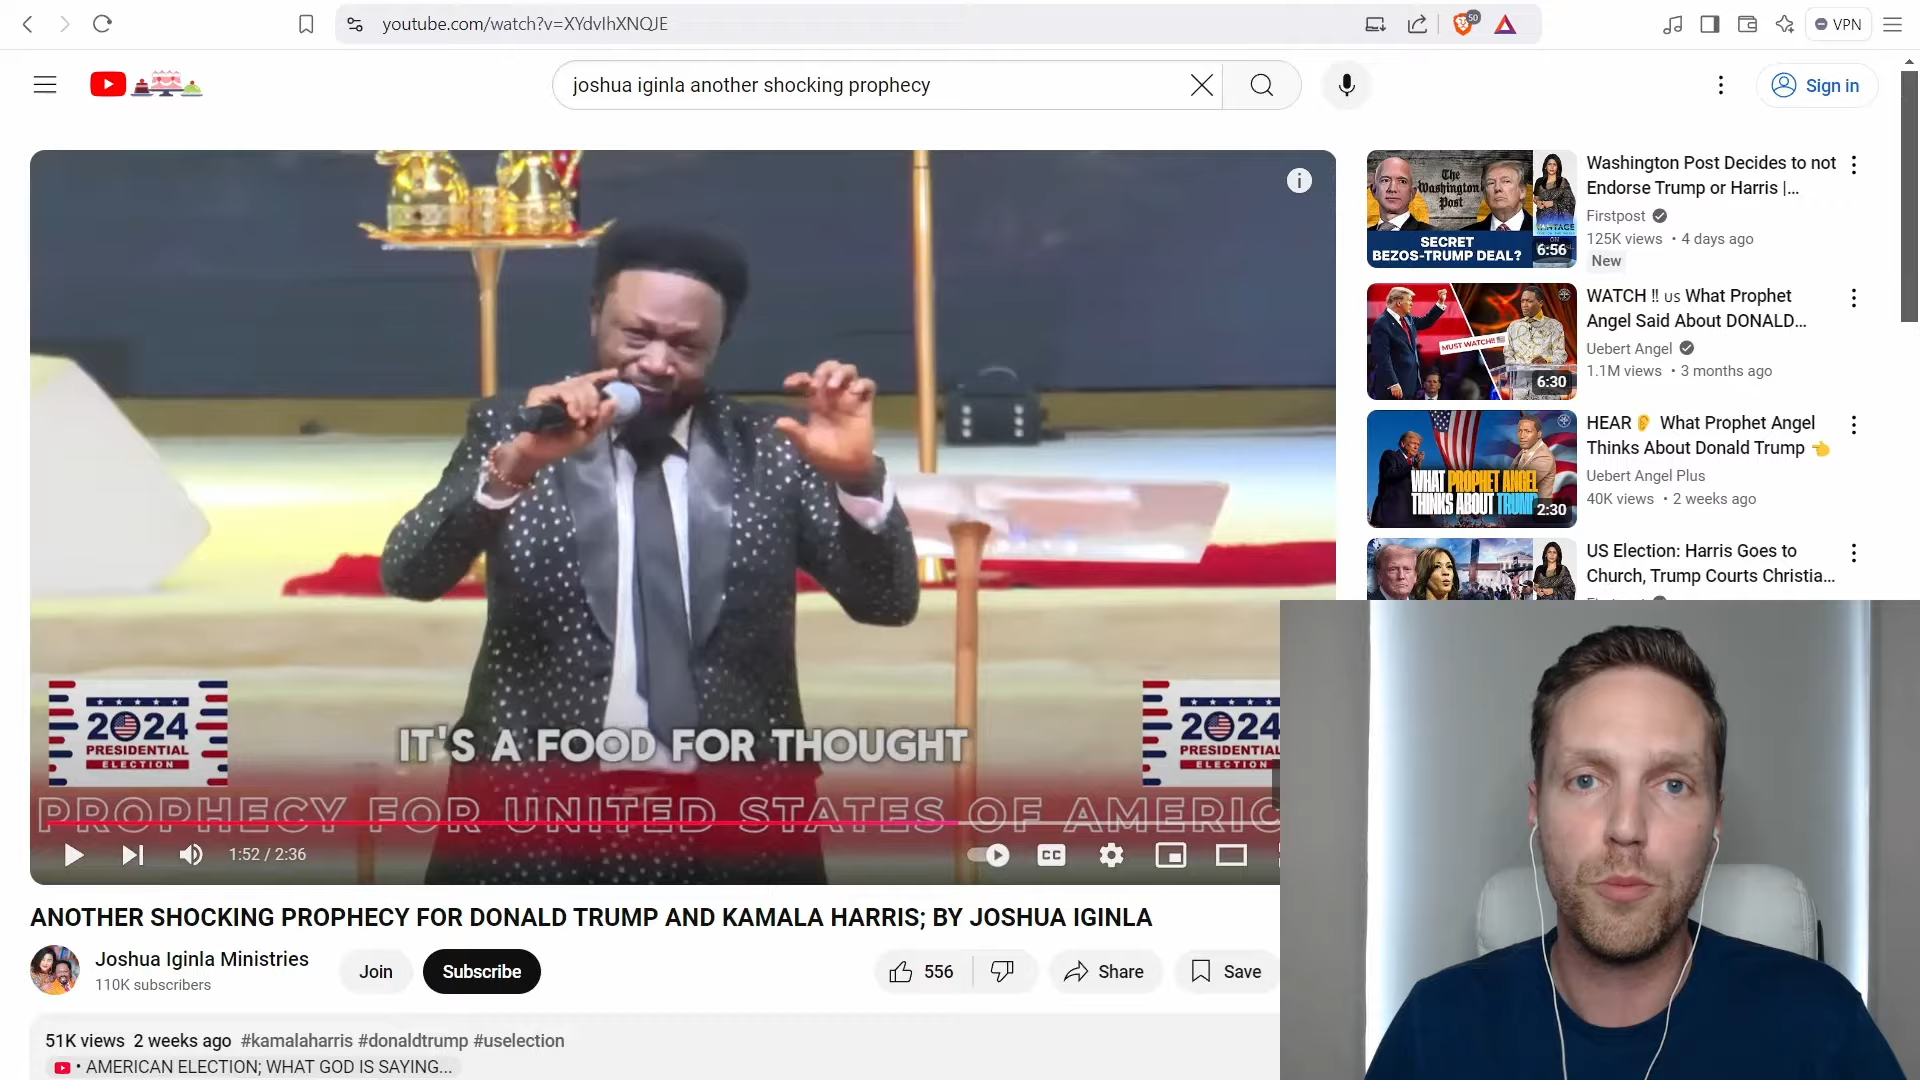 youtube.com/watch?v=XYdvIhXNQJE
50
VPN
joshua iginla another shocking prophecy
Sign in
i
2024
PRESIDENTIAL
ELECTION
2024
PRESIDENTIAL
ELECTION
IT'S A FOOD FOR THOUGHT
PROPHECY FOR UNITED STATES OF AMERIC
1:52 / 2:36
CC
ANOTHER SHOCKING PROPHECY FOR DONALD TRUMP AND KAMALA HARRIS; BY JOSHUA IGINLA
Joshua Iginla Ministries
110K subscribers
Join
Subscribe
556
Share
Save
51K views 2 weeks ago #kamalaharris #donaldtrump #uselection
• AMERICAN ELECTION; WHAT GOD IS SAYING...
The
Washington
Post
SECRET
BEZOS-TRUMP DEAL?
6:56
Washington Post Decides to not
Endorse Trump or Harris |...
Firstpost
125K views • 4 days ago
New
MUST WATCH!!
6:30
WATCH ‼ US What Prophet
Angel Said About DONALD...
Uebert Angel
1.1M views • 3 months ago
WHAT PROPHET ANGEL
THINKS ABOUT TRUMP
2:30
HEAR👂 What Prophet Angel
Thinks About Donald Trump 👈
Uebert Angel Plus
40K views • 2 weeks ago
US Election: Harris Goes to
Church, Trump Courts Christia...